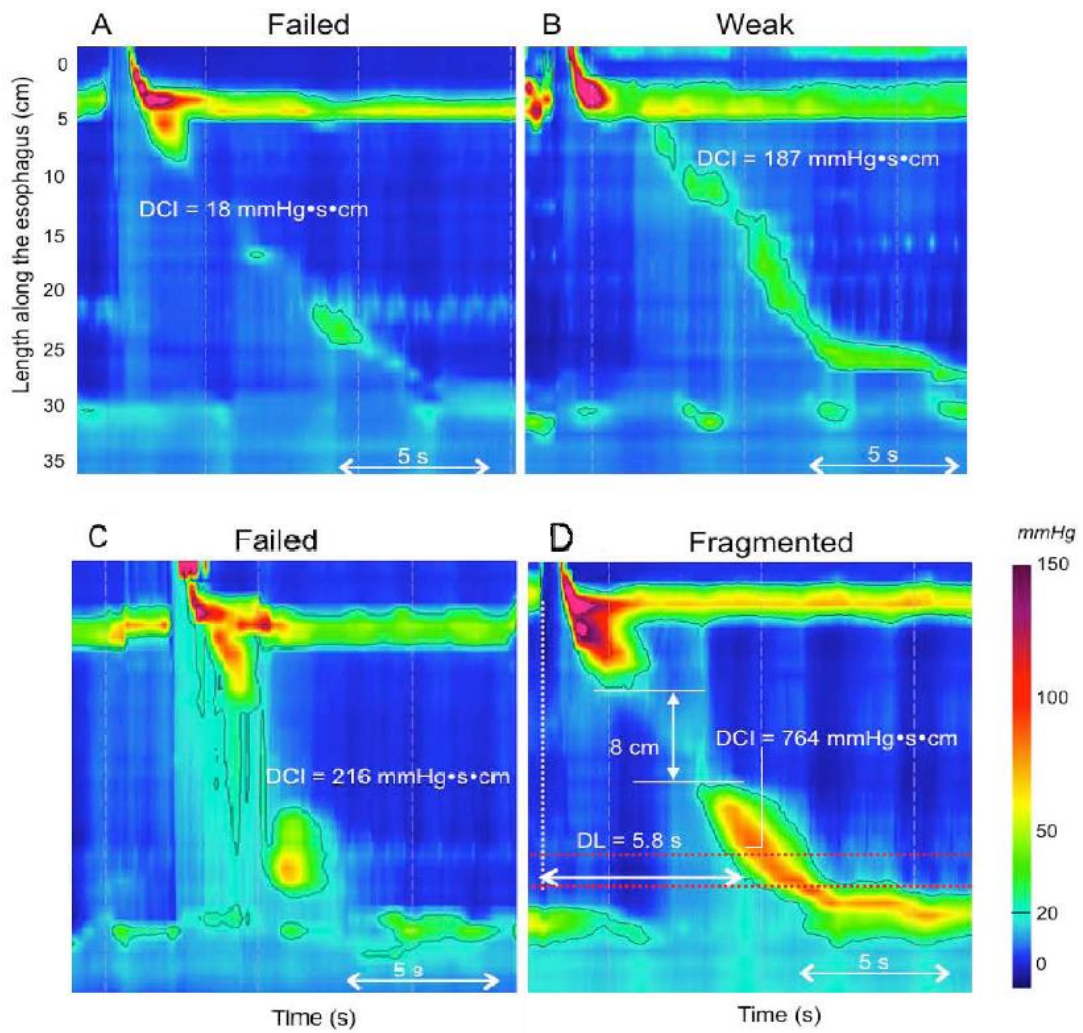 A
Failed
B
Weak
Length along the esophagus (cm)
0
5
10
15
20
25
30
35
DCI = 18 mmHg•s•cm
5 s
DCI = 187 mmHg•s•cm
5 s
C
Failed
D
Fragmented
DCI = 216 mmHg•s•cm
5 s
Time (s)
8 cm
DCI = 764 mmHg•s•cm
DL = 5.8 s
5 s
Time (s)
mmHg
150
100
50
20
0